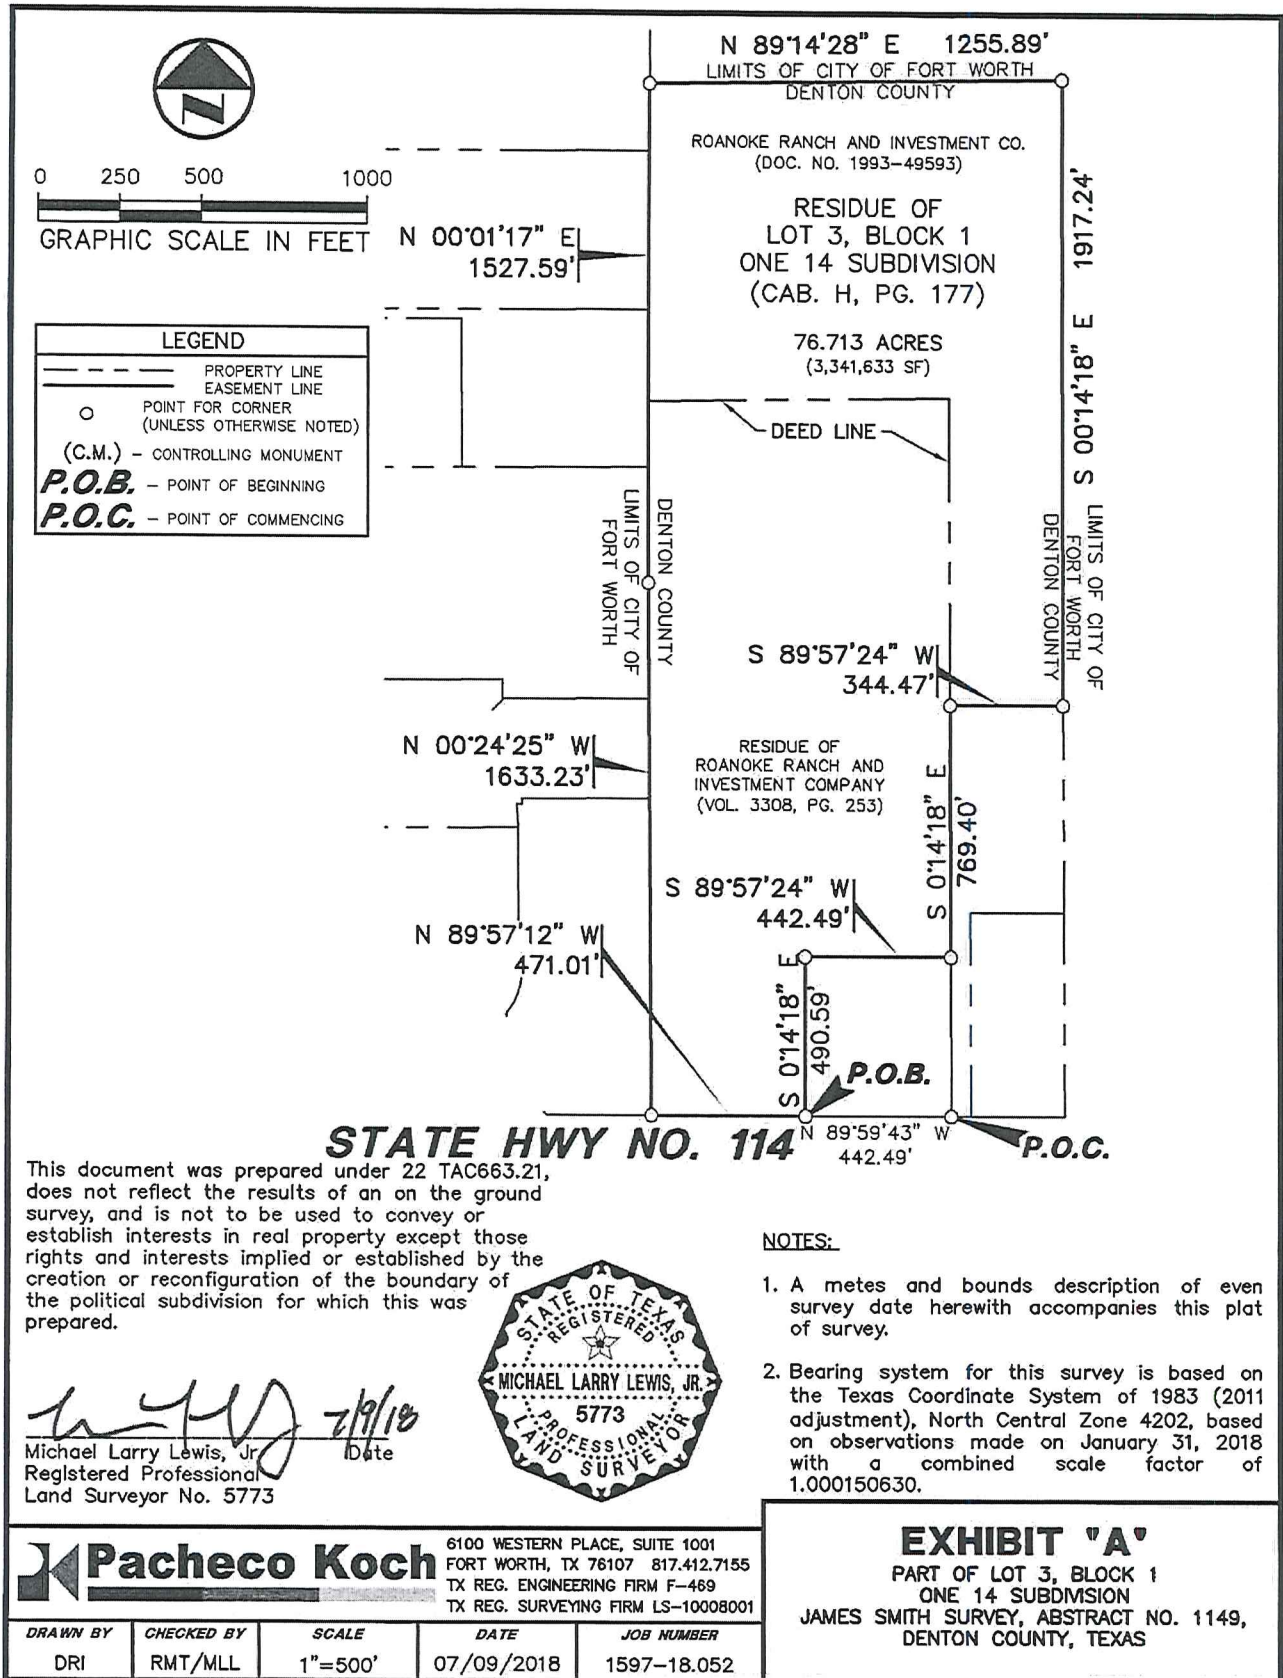 N 89°14'28" E 1255.89'
LIMITS OF CITY OF FORT WORTH
DENTON COUNTY
N
0 250 500 1000
GRAPHIC SCALE IN FEET
LEGEND
PROPERTY LINE
EASEMENT LINE
POINT FOR CORNER
(UNLESS OTHERWISE NOTED)
(C.M.) - CONTROLLING MONUMENT
P.O.B. - POINT OF BEGINNING
P.O.C. - POINT OF COMMENCING
N 00°01'17" E
1527.59'
ROANOKE RANCH AND INVESTMENT CO.
(DOC. NO. 1993-49593)
RESIDUE OF
LOT 3, BLOCK 1
ONE 14 SUBDIVISION
(CAB. H, PG. 177)
76.713 ACRES
(3,341,633 SF)
S 00°14'18" E 1917.24'
DEED LINE
LIMITS OF CITY OF
FORT WORTH
DENTON COUNTY
LIMITS OF CITY OF
FORT WORTH
DENTON COUNTY
S 89°57'24" W
344.47'
N 00°24'25" W
1633.23'
RESIDUE OF
ROANOKE RANCH AND
INVESTMENT COMPANY
(VOL. 3308, PG. 253)
S 0°14'18" E
769.40'
S 89°57'24" W
442.49'
N 89°57'12" W
471.01'
S 0°14'18" E
490.59'
P.O.B.
STATE HWY NO. 114
N 89°59'43" W
442.49'
P.O.C.
This document was prepared under 22 TAC663.21,
does not reflect the results of an on the ground
survey, and is not to be used to convey or
establish interests in real property except those
rights and interests implied or established by the
creation or reconfiguration of the boundary of
the political subdivision for which this was
prepared.
7/9/18
Michael Larry Lewis, Jr. Date
Registered Professional
Land Surveyor No. 5773
STATE OF TEXAS
REGISTERED
MICHAEL LARRY LEWIS, JR.
5773
PROFESSIONAL
LAND SURVEYOR
NOTES:
1. A metes and bounds description of even
survey date herewith accompanies this plat
of survey.
2. Bearing system for this survey is based on
the Texas Coordinate System of 1983 (2011
adjustment), North Central Zone 4202, based
on observations made on January 31, 2018
with a combined scale factor of
1.000150630.
Pacheco Koch
6100 WESTERN PLACE, SUITE 1001
FORT WORTH, TX 76107 817.412.7155
TX REG. ENGINEERING FIRM F-469
TX REG. SURVEYING FIRM LS-10008001
DRAWN BY CHECKED BY SCALE DATE JOB NUMBER
DRI RMT/MLL 1"=500' 07/09/2018 1597-18.052
EXHIBIT "A"
PART OF LOT 3, BLOCK 1
ONE 14 SUBDIVISION
JAMES SMITH SURVEY, ABSTRACT NO. 1149,
DENTON COUNTY, TEXAS